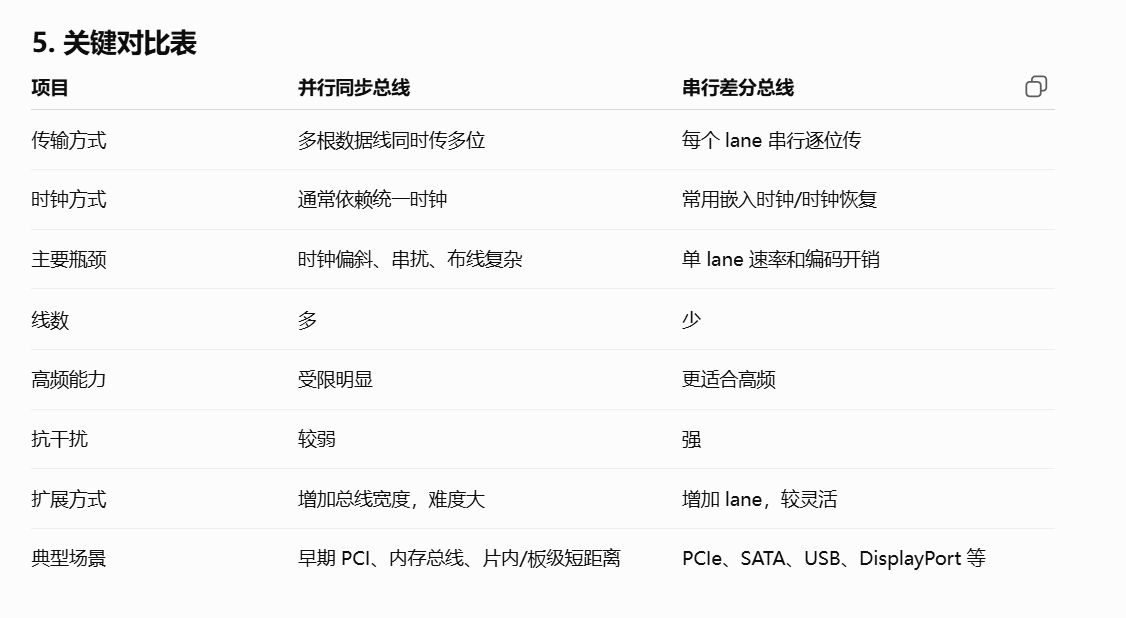 5. 关键对比表
项目 并行同步总线 串行差分总线
传输方式 多根数据线同时传多位 每个 lane 串行逐位传
时钟方式 通常依赖统一时钟 常用嵌入时钟/时钟恢复
主要瓶颈 时钟偏斜、串扰、布线复杂 单 lane 速率和编码开销
线数 多 少
高频能力 受限明显 更适合高频
抗干扰 较弱 强
扩展方式 增加总线宽度，难度大 增加 lane，较灵活
典型场景 早期 PCI、内存总线、片内/板级短距离 PCIe、SATA、USB、DisplayPort 等